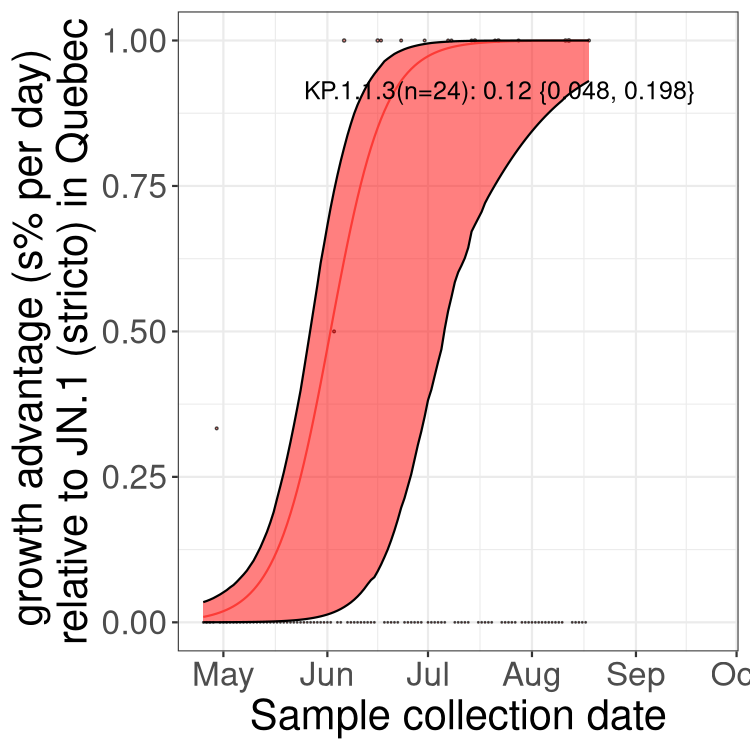 growth advantage (s% per day)
relative to JN.1 (stricto) in Quebec
1.00
0.75
0.50
0.25
0.00
KP.1.1.3(n=24): 0.12 {0.048, 0.198}
May Jun Jul Aug Sep Oc
Sample collection date